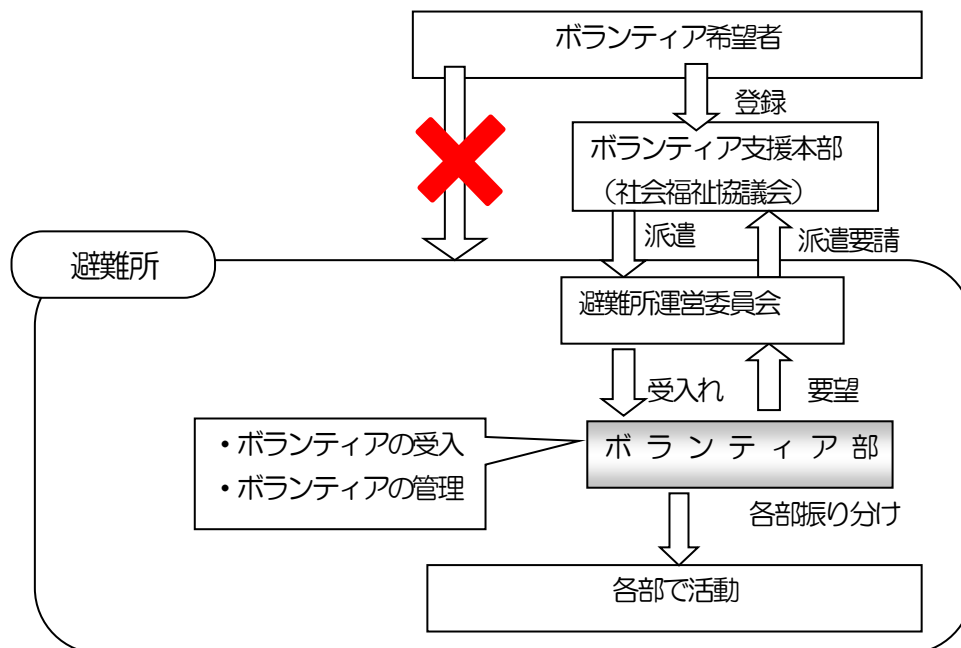 ボランティア希望者
登録
ボランティア支援本部
（社会福祉協議会）
派遣
派遣要請
避難所
避難所運営委員会
受入れ
要望
・ボランティアの受入
・ボランティアの管理
ボランティア部
各部振り分け
各部で活動